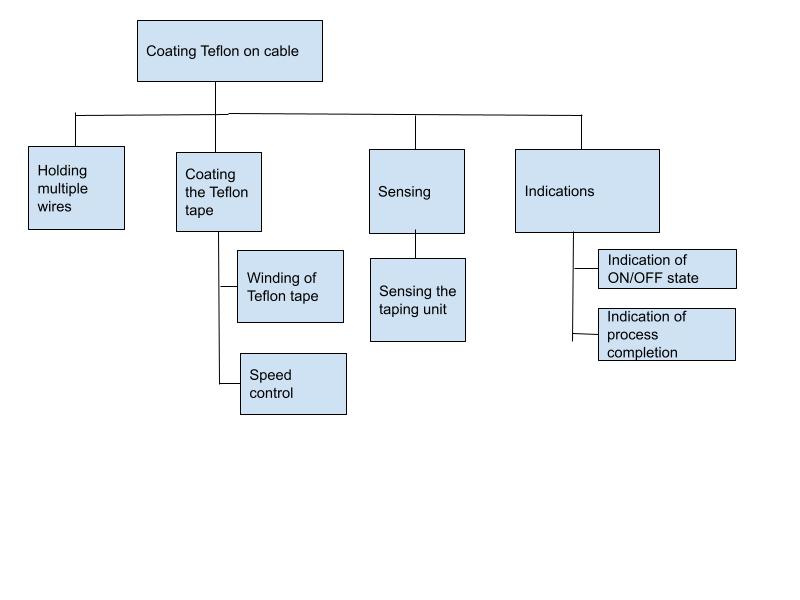 Coating Teflon on cable
Holding
multiple
wires
Coating
the Teflon
tape
Sensing
Indications
Winding of
Teflon tape
Speed
control
Sensing the
taping unit
Indication of
ON/OFF state
Indication of
process
completion